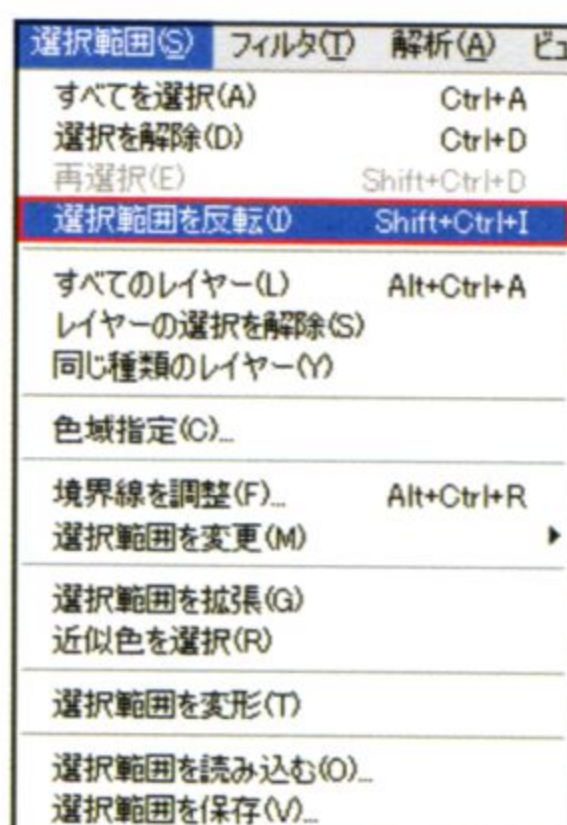 選択範囲(S) フィルタ(T) 解析(A) ビュ
すべてを選択(A) Ctrl+A
選択を解除(D) Ctrl+D
再選択(E) Shift+Ctrl+D
選択範囲を反転(I) Shift+Ctrl+I
すべてのレイヤー(L) Alt+Ctrl+A
レイヤーの選択を解除(S)
同じ種類のレイヤー(Y)
色域指定(C)...
境界線を調整(F)... Alt+Ctrl+R
選択範囲を変更(M)
選択範囲を拡張(G)
近似色を選択(R)
選択範囲を変形(T)
選択範囲を読み込む(O)...
選択範囲を保存(V)...